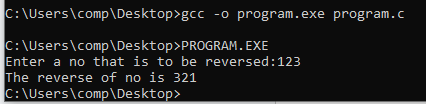 C:\Users\comp\Desktop>gcc -o program.exe program.c
C:\Users\comp\Desktop>PROGRAM.EXE
Enter a no that is to be reversed:123
The reverse of no is 321
C:\Users\comp\Desktop>